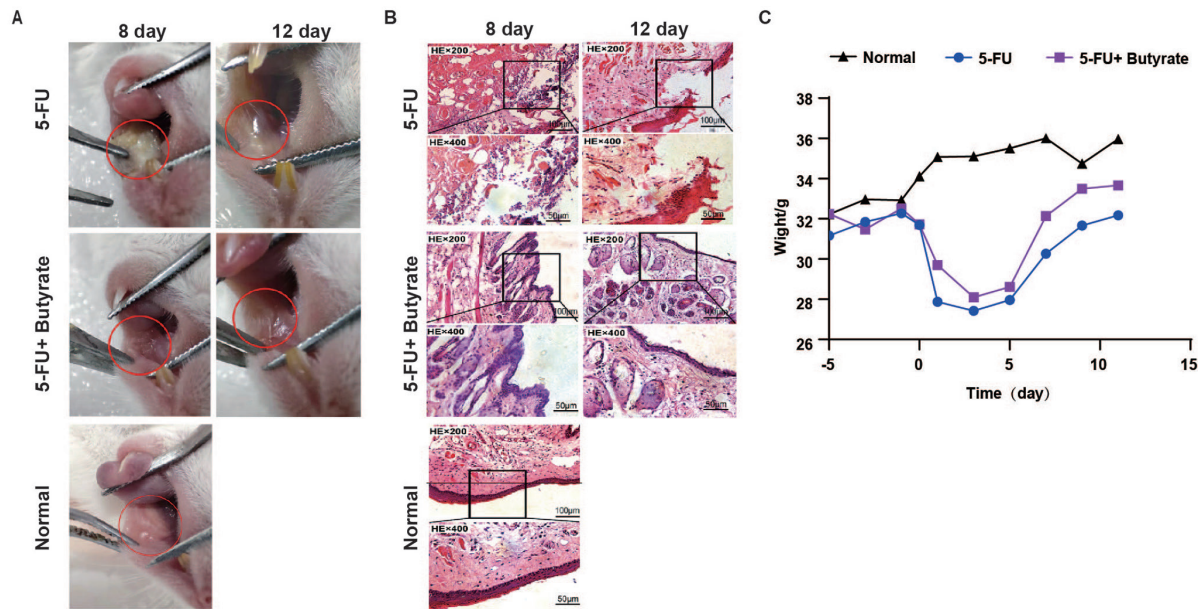 A
8 day
12 day
5-FU
5-FU+ Butyrate
Normal
B
8 day
12 day
5-FU
HE×200
100μm
HE×200
100μm
HE×400
50μm
HE×400
50μm
5-FU+ Butyrate
HE×200
100μm
HE×200
100μm
HE×400
50μm
HE×400
50μm
Normal
HE×200
100μm
HE×400
50μm
C
Normal
5-FU
5-FU+ Butyrate
38
36
34
32
30
28
26
Wight/g
-5
0
5
10
15
Time（day）